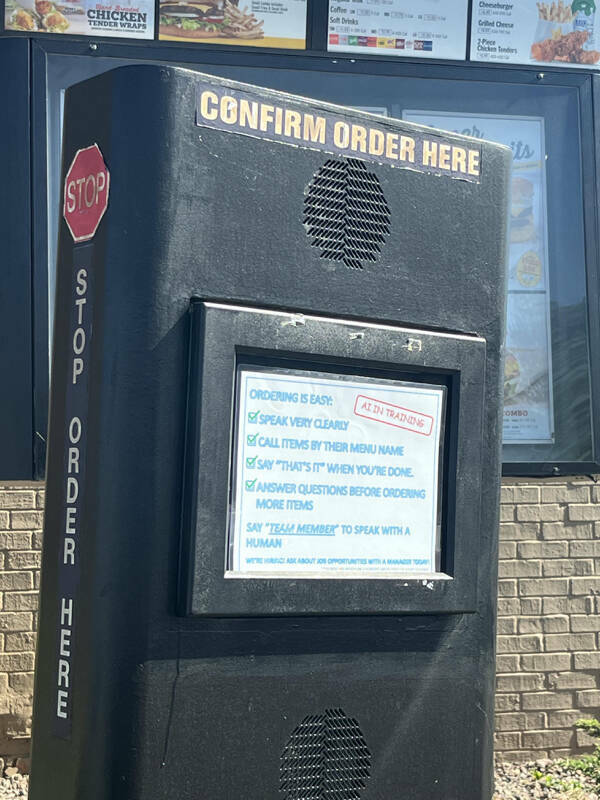 Hand Breaded
CHICKEN
TENDER WRAPS
Coffee
Soft Drinks
Cheeseburger
Grilled Cheese
2-Piece
Chicken Tenders
CONFIRM ORDER HERE
STOP
STOP ORDER HERE
ORDERING IS EASY:
AI IN TRAINING
SPEAK VERY CLEARLY
CALL ITEMS BY THEIR MENU NAME
SAY "THAT'S IT" WHEN YOU'RE DONE.
ANSWER QUESTIONS BEFORE ORDERING
MORE ITEMS
SAY "TEAM MEMBER" TO SPEAK WITH A
HUMAN
WE'RE HIRING! ASK ABOUT JOB OPPORTUNITIES WITH A MANAGER TODAY!
COMBO